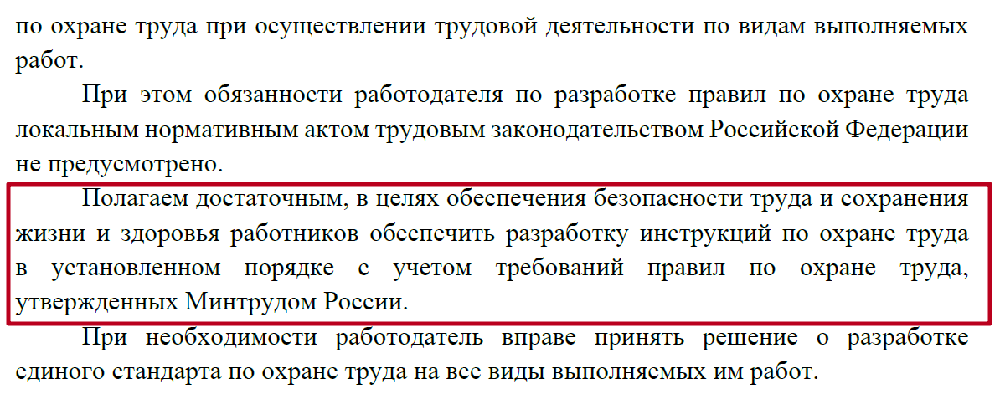 по охране труда при осуществлении трудовой деятельности по видам выполняемых
работ.
При этом обязанности работодателя по разработке правил по охране труда
локальным нормативным актом трудовым законодательством Российской Федерации
не предусмотрено.
Полагаем достаточным, в целях обеспечения безопасности труда и сохранения
жизни и здоровья работников обеспечить разработку инструкций по охране труда
в установленном порядке с учетом требований правил по охране труда,
утвержденных Минтрудом России.
При необходимости работодатель вправе принять решение о разработке
единого стандарта по охране труда на все виды выполняемых им работ.